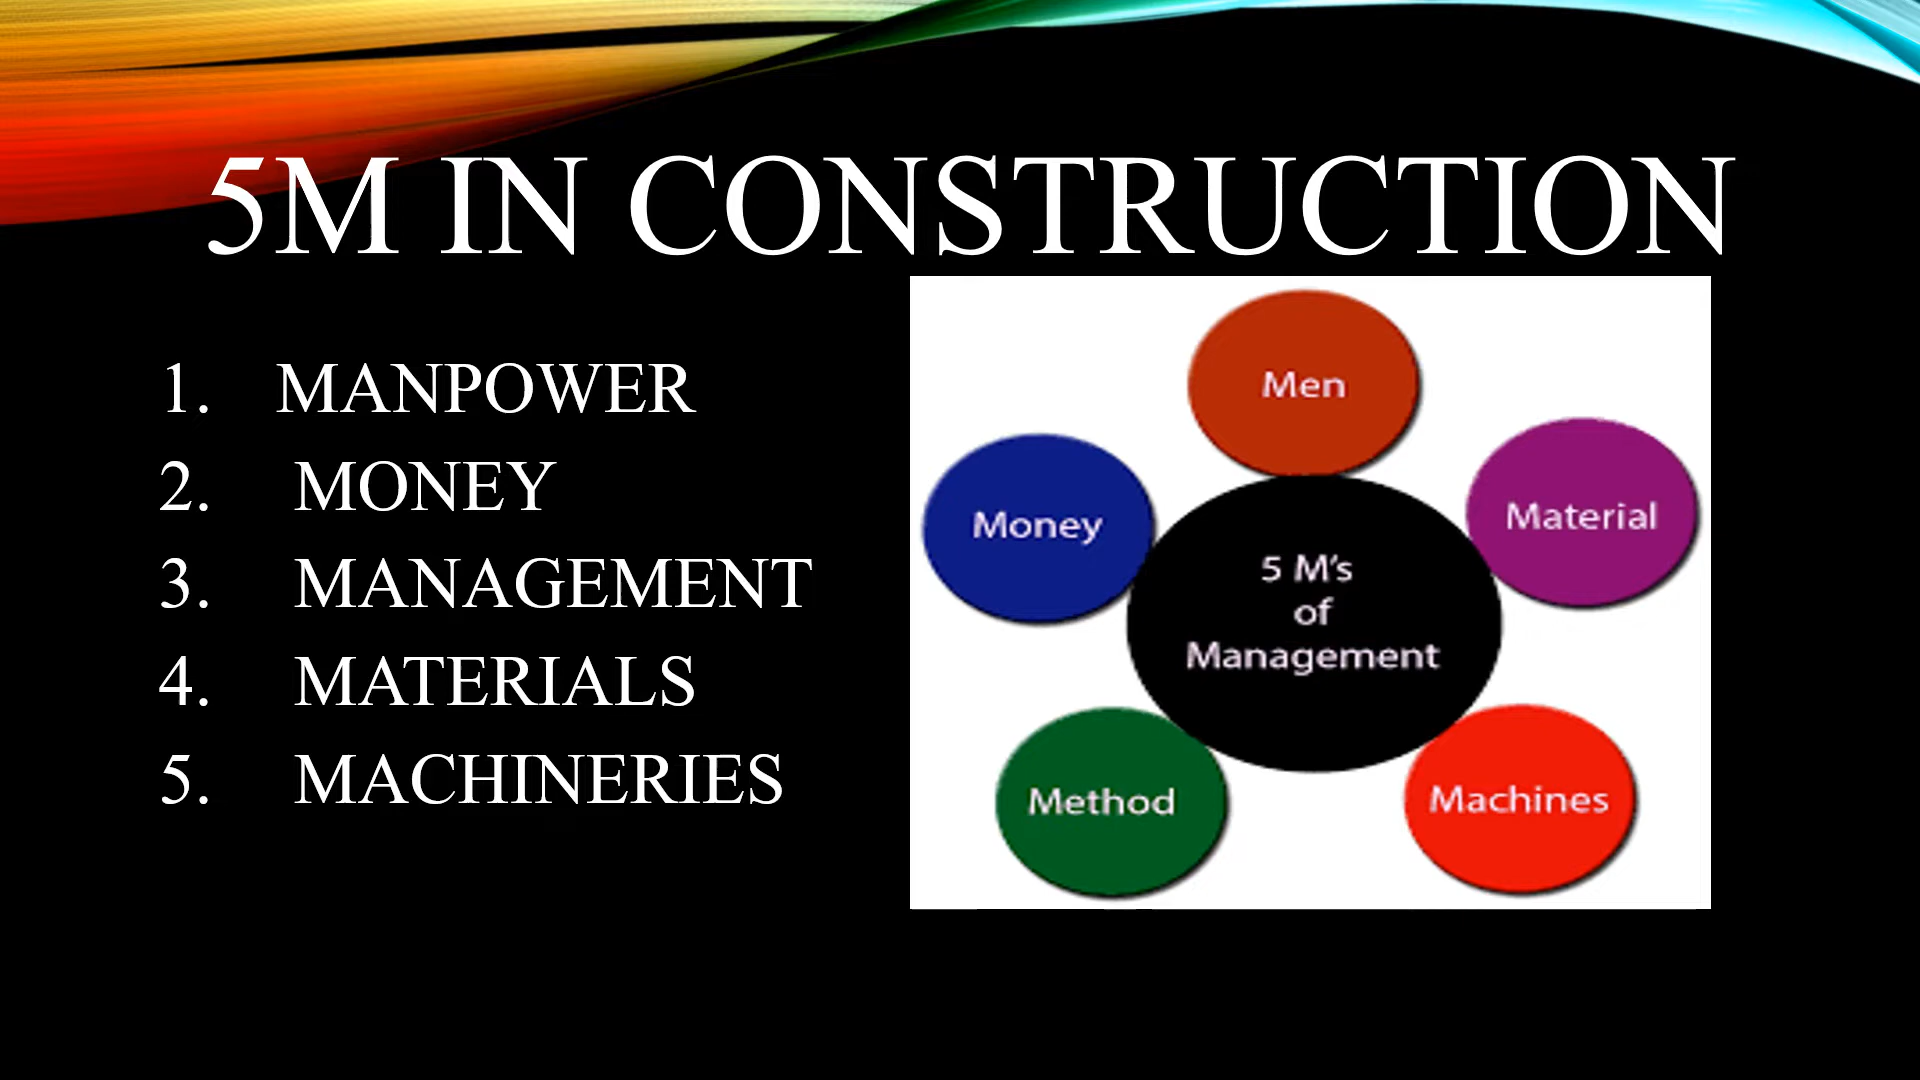 5M IN CONSTRUCTION
1. MANPOWER
2. MONEY
3. MANAGEMENT
4. MATERIALS
5. MACHINERIES
Men
Money
Material
5 M's
of
Management
Method
Machines